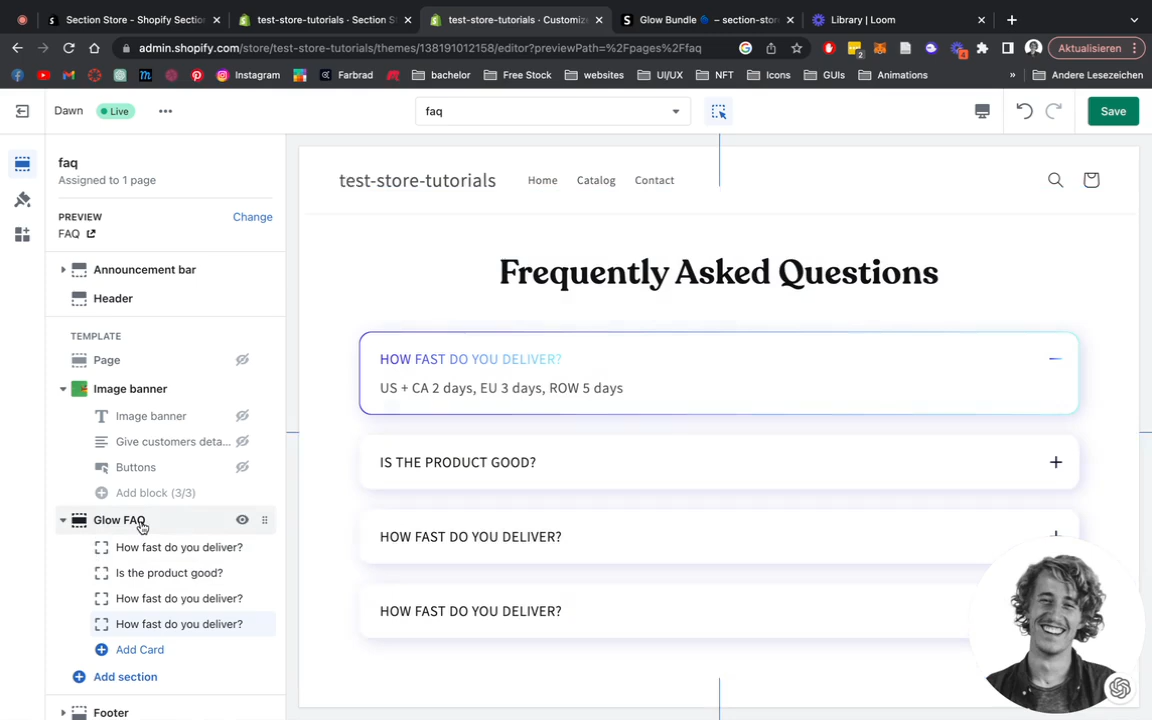 Section Store - Shopify Section
test-store-tutorials - Section S
test-store-tutorials - Customiz
Glow Bundle - section-stor
Library | Loom
admin.shopify.com/store/test-store-tutorials/themes/138191012158/editor?previewPath=%2Fpages%2Ffaq
2
4
Aktualisieren
Instagram
Farbrad
bachelor
Free Stock
websites
UI/UX
NFT
Icons
GUIs
Animations
»
Andere Lesezeichen
Dawn
Live
faq
Save
faq
Assigned to 1 page
PREVIEW
Change
FAQ
Announcement bar
Header
TEMPLATE
Page
Image banner
Image banner
Give customers deta...
Buttons
Add block (3/3)
Glow FAQ
How fast do you deliver?
Is the product good?
How fast do you deliver?
How fast do you deliver?
Add Card
Add section
Footer
test-store-tutorials
Home
Catalog
Contact
Frequently Asked Questions
HOW FAST DO YOU DELIVER?
US + CA 2 days, EU 3 days, ROW 5 days
IS THE PRODUCT GOOD?
HOW FAST DO YOU DELIVER?
HOW FAST DO YOU DELIVER?